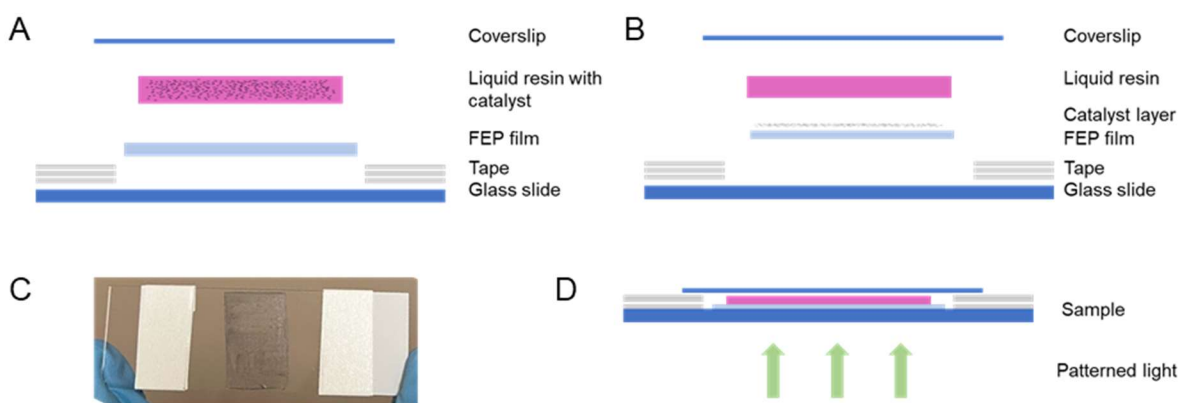 A
Coverslip
Liquid resin with
catalyst
FEP film
Tape
Glass slide
B
Coverslip
Liquid resin
Catalyst layer
FEP film
Tape
Glass slide
C
D
Sample
Patterned light